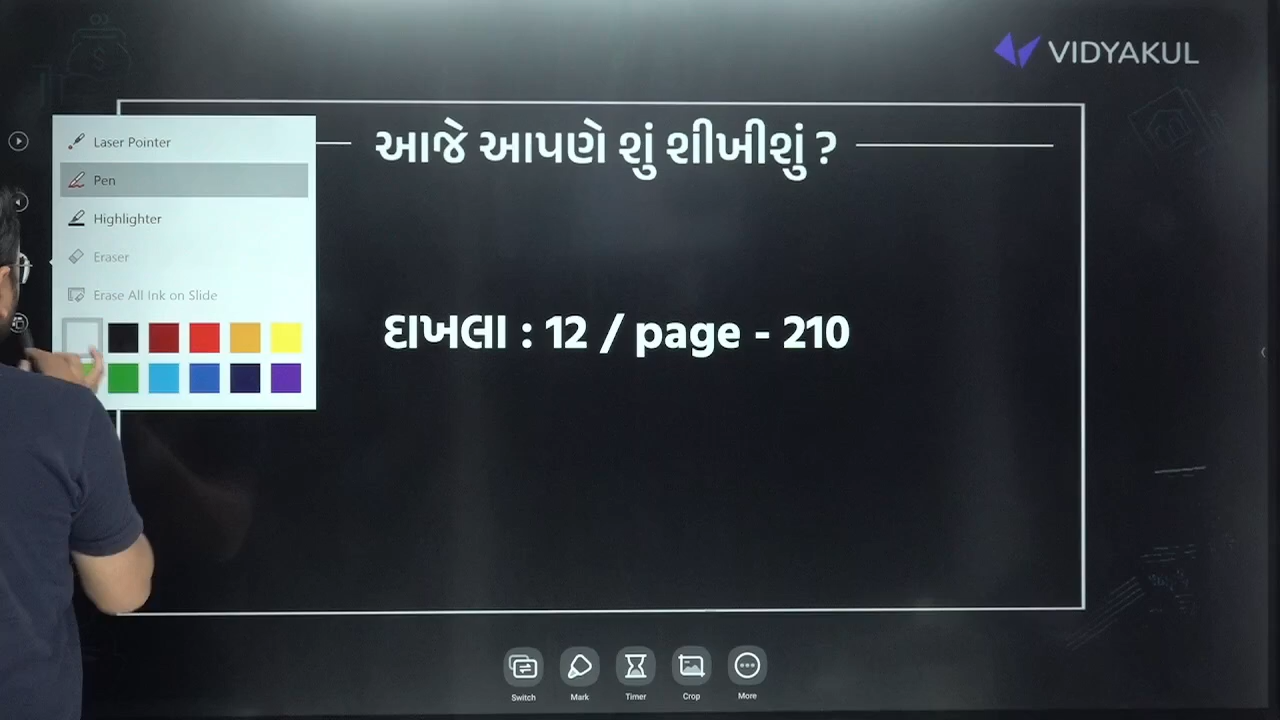 VIDYAKUL
આજે આપણે શું શીખીશું ?
Laser Pointer
Pen
Highlighter
Eraser
Erase All Ink on Slide
દાખલા : 12 / page - 210
Switch
Mark
Timer
Crop
More